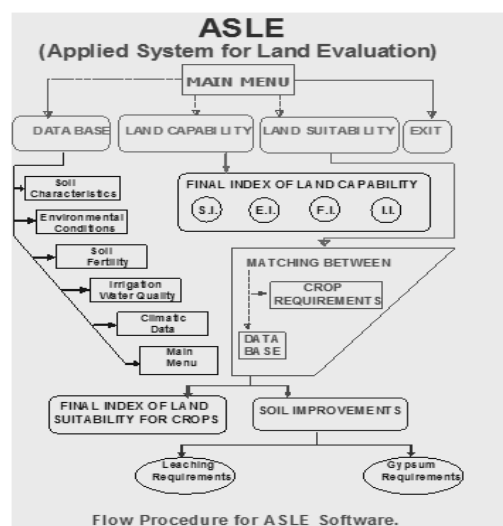 ASLE
(Applied System for Land Evaluation)
MAIN MENU
DATA BASE
LAND CAPABILITY
LAND SUITABILITY
EXIT
Soil
Characteristics
Environmental
Conditions
Soil
Fertility
Irrigation
Water Quality
Climatic
Data
Main
Menu
FINAL INDEX OF LAND CAPABILITY
S.I.
E.I.
F.I.
I.I.
MATCHING BETWEEN
CROP
REQUIREMENTS
DATA
BASE
FINAL INDEX OF LAND
SUITABILITY FOR CROPS
SOIL IMPROVEMENTS
Leaching
Requirements
Gypsum
Requirements
Flow Procedure for ASLE Software.